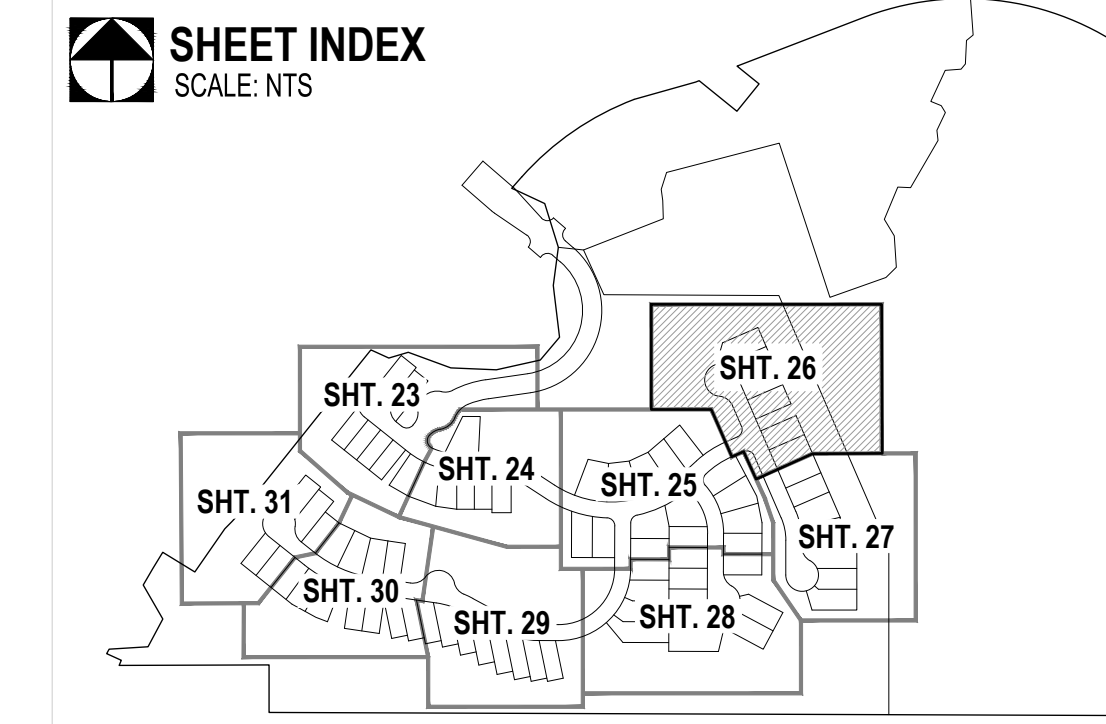 SHEET INDEX
SCALE: NTS
SHT. 26
SHT. 23
SHT. 24
SHT. 25
SHT. 31
SHT. 27
SHT. 30
SHT. 29
SHT. 28